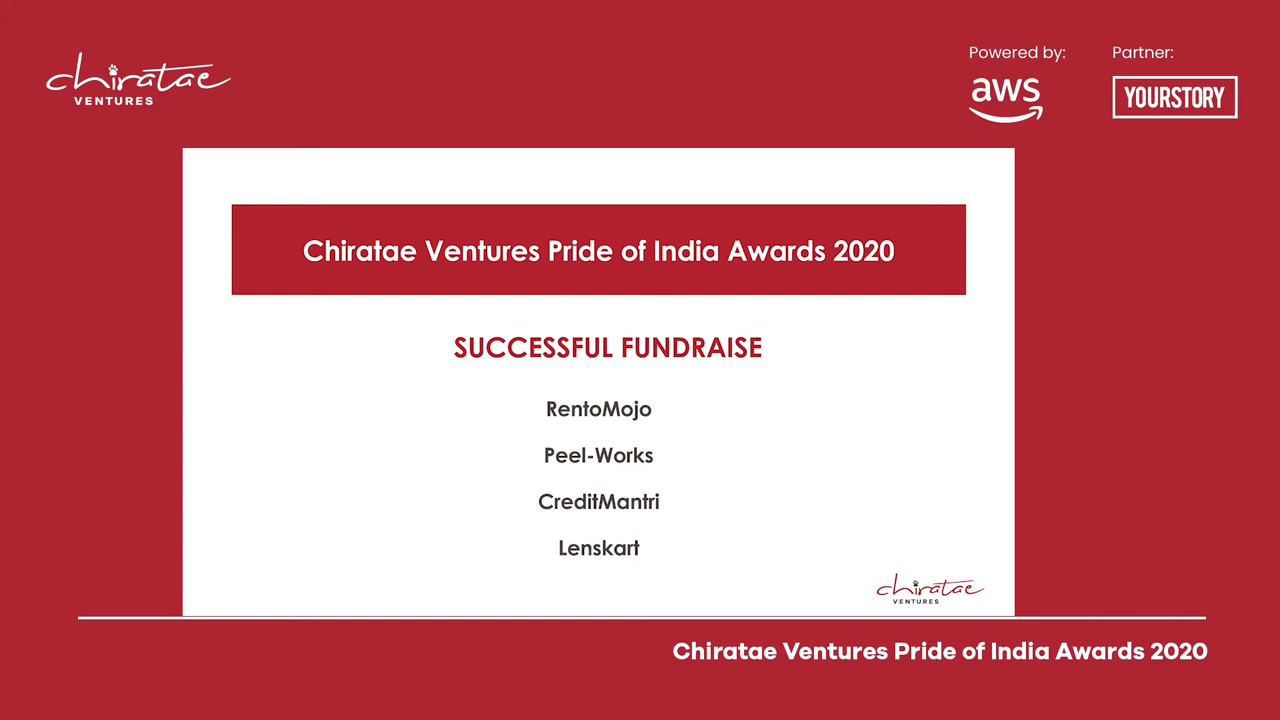 chiratae
VENTURES
Powered by:
aws
Partner:
YOURSTORY
Chiratae Ventures Pride of India Awards 2020
SUCCESSFUL FUNDRAISE
RentoMojo
Peel-Works
CreditMantri
Lenskart
chiratae
VENTURES
Chiratae Ventures Pride of India Awards 2020